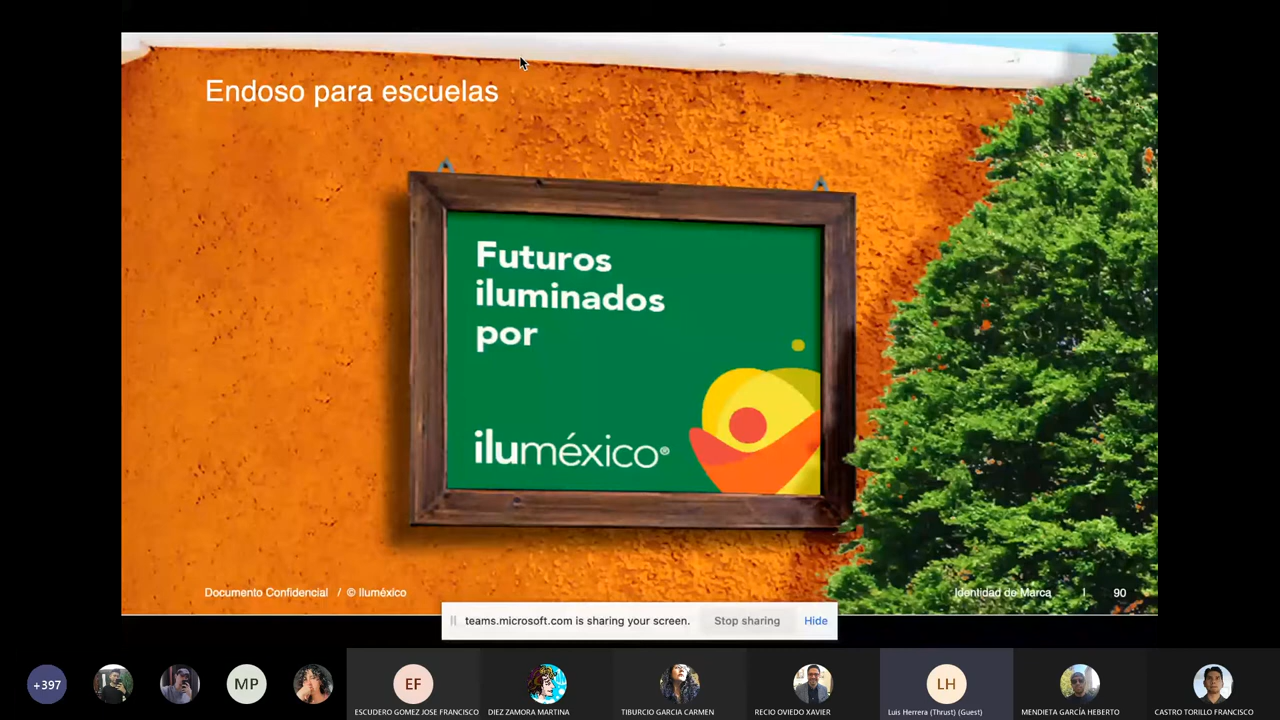 Endoso para escuelas
Futuros
iluminados
por
iluméxico®
Documento Confidencial / © Iluméxico
Identidad de Marca | 90
teams.microsoft.com is sharing your screen. Stop sharing Hide
+397
MP
EF
LH
ESCUDERO GOMEZ JOSE FRANCISCO
DIEZ ZAMORA MARTINA
TIBURCIO GARCIA CARMEN
RECIO OVIEDO XAVIER
Luis Herrera (Thrust) (Guest)
MENDIETA GARCÍA HEBERTO
CASTRO TORILLO FRANCISCO